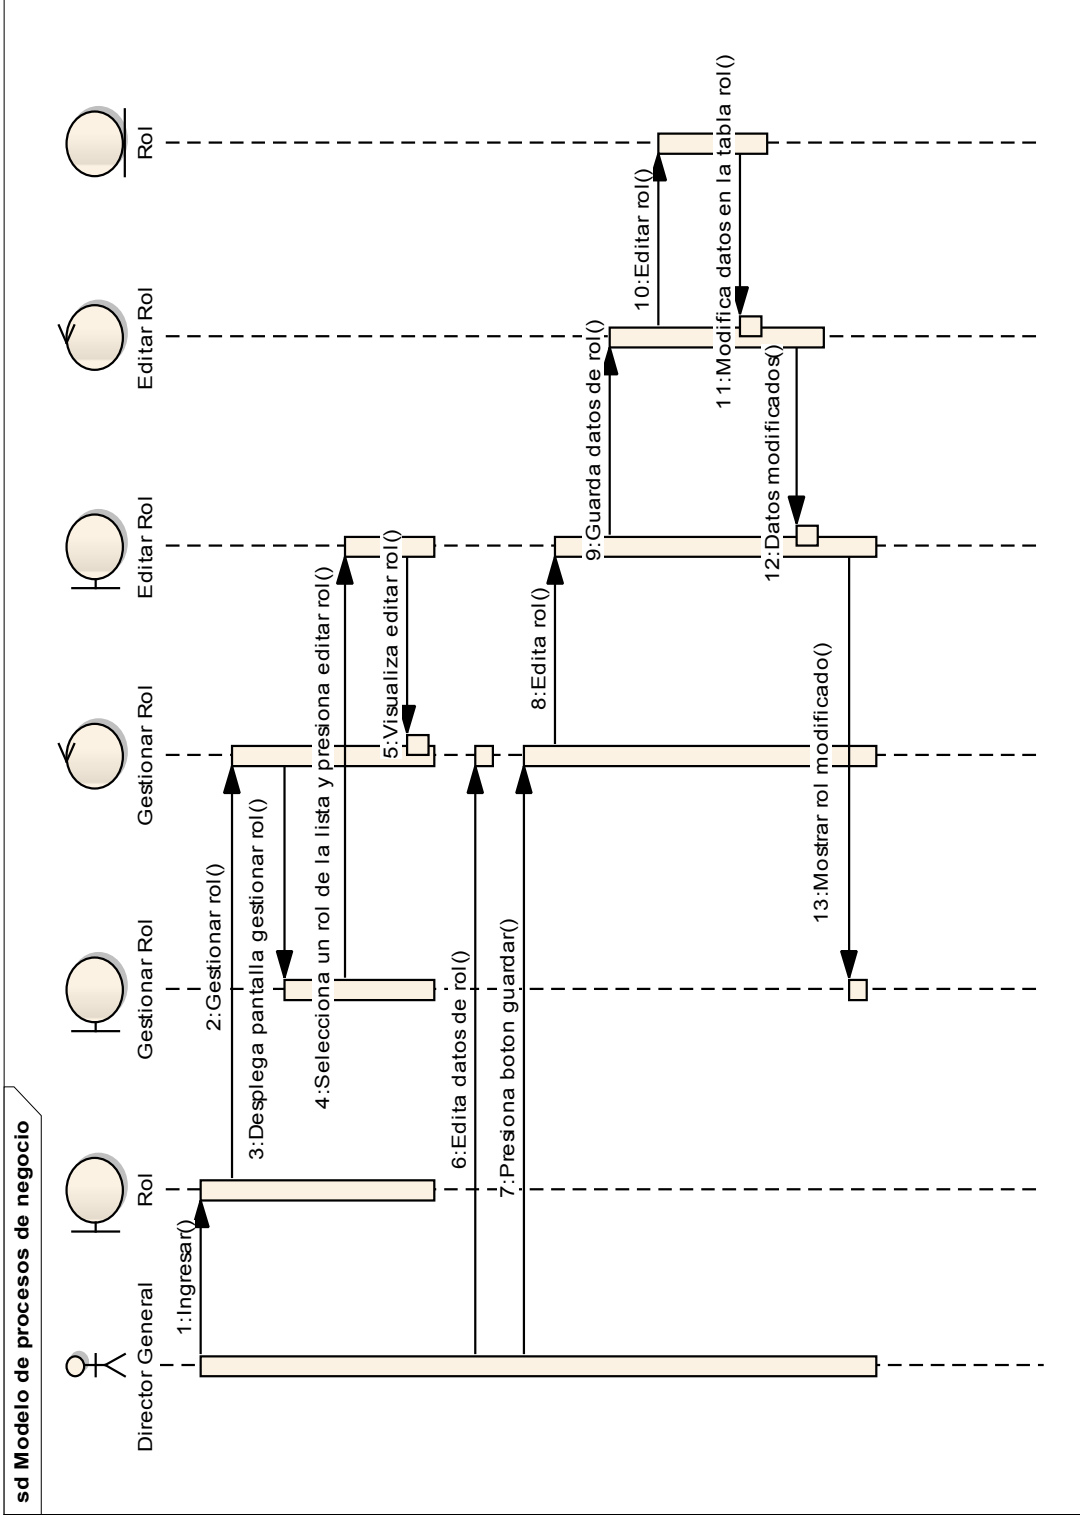 sd Modelo de procesos de negocio
Director General
Rol
Gestionar Rol
Gestionar Rol
Editar Rol
Editar Rol
Rol
1:Ingresar()
2:Gestionar rol()
3:Desplega pantalla gestionar rol()
4:Selecciona un rol de la lista y presiona editar rol()
5:Visualiza editar rol()
6:Edita datos de rol()
7:Presiona boton guardar()
8:Edita rol()
9:Guarda datos de rol()
10:Editar rol()
11:Modifica datos en la tabla rol()
12:Datos modificados()
13:Mostrar rol modificado()